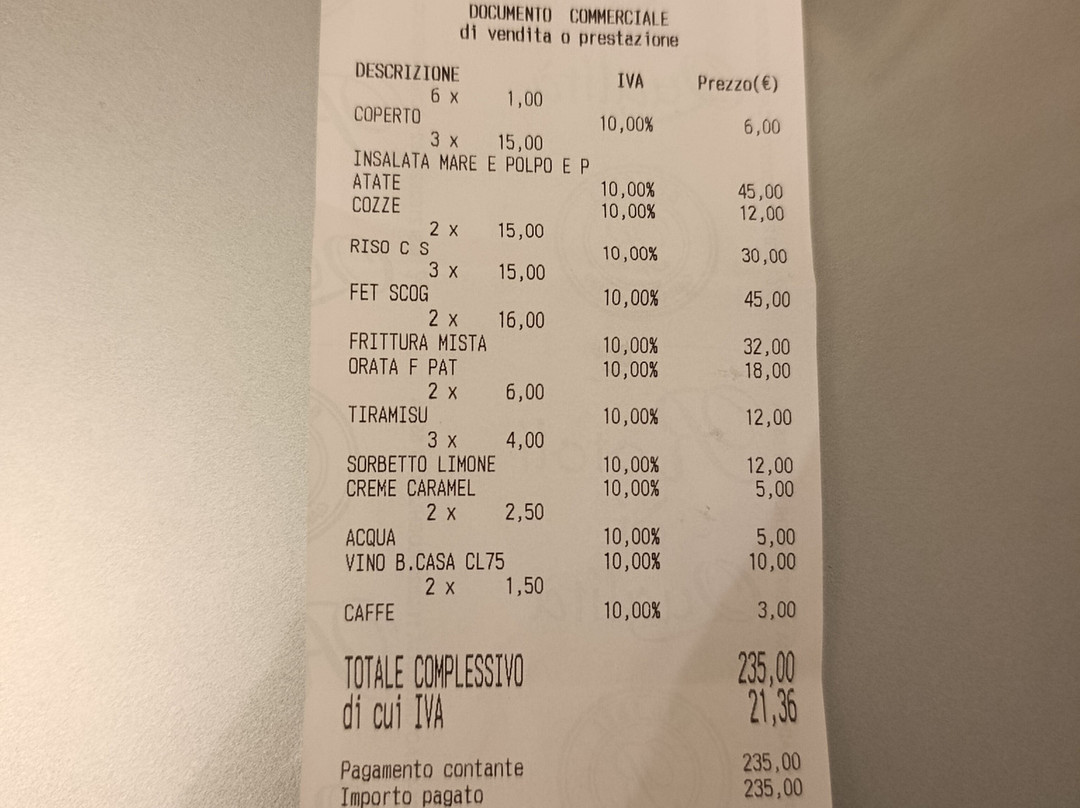 DOCUMENTO COMMERCIALE
di vendita o prestazione
DESCRIZIONE IVA Prezzo(€)
6 x 1,00
COPERTO 10,00% 6,00
3 x 15,00
INSALATA MARE E POLPO E P
ATATE 10,00% 45,00
COZZE 10,00% 12,00
2 x 15,00
RISO C S 10,00% 30,00
3 x 15,00
FET SCOG 10,00% 45,00
2 x 16,00
FRITTURA MISTA 10,00% 32,00
ORATA F PAT 10,00% 18,00
2 x 6,00
TIRAMISU 10,00% 12,00
3 x 4,00
SORBETTO LIMONE 10,00% 12,00
CREME CARAMEL 10,00% 5,00
2 x 2,50
ACQUA 10,00% 5,00
VINO B.CASA CL75 10,00% 10,00
2 x 1,50
CAFFE 10,00% 3,00
TOTALE COMPLESSIVO 235,00
di cui IVA 21,36
Pagamento contante 235,00
Importo pagato 235,00